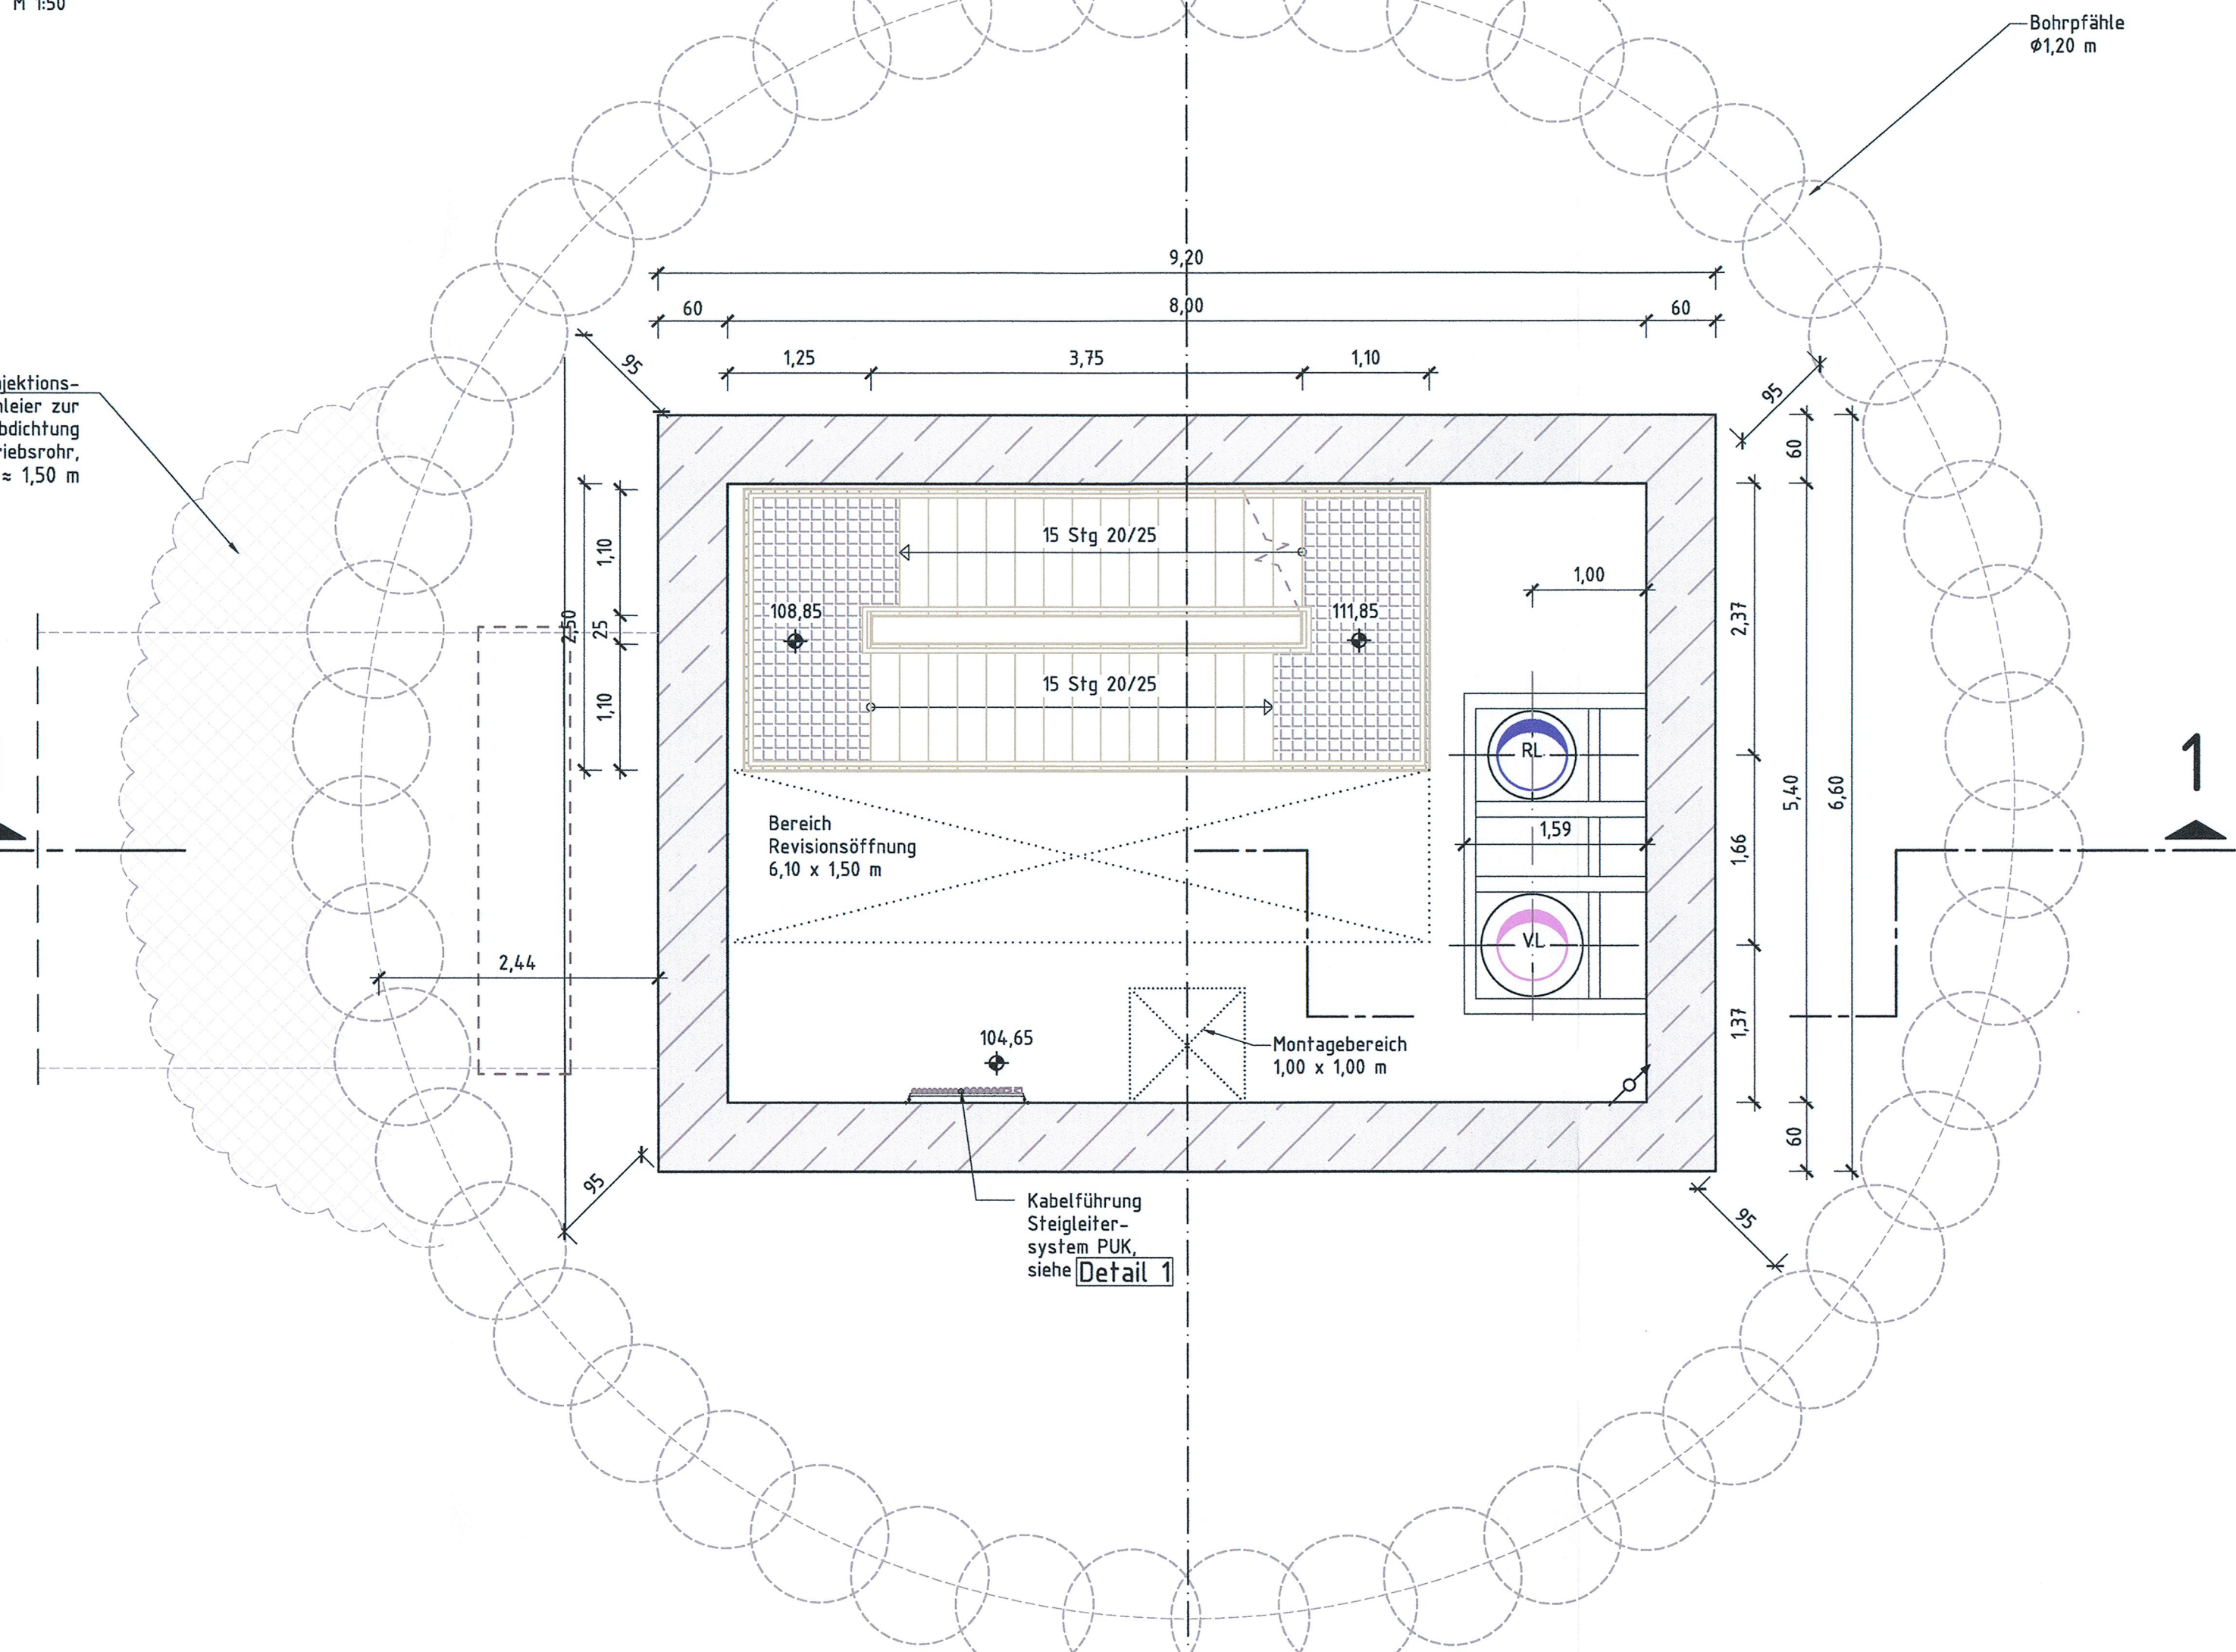 M 1:50
Bohrpfähle
Ø1,20 m
9,20
60
8,00
60
1,25
3,75
1,10
95
95
jektions-
leier zur
bdichtung
riebsrohr,
≈ 1,50 m
60
15 Stg 20/25
1,10
1,00
2,50
25
108,85
111,85
2,37
15 Stg 20/25
1,10
RL
1
5,40
6,60
Bereich
Revisionsöffnung
6,10 x 1,50 m
1,59
1,66
VL
2,44
1,37
104,65
Montagebereich
1,00 x 1,00 m
60
95
95
Kabelführung
Steigleiter-
system PUK,
siehe Detail 1